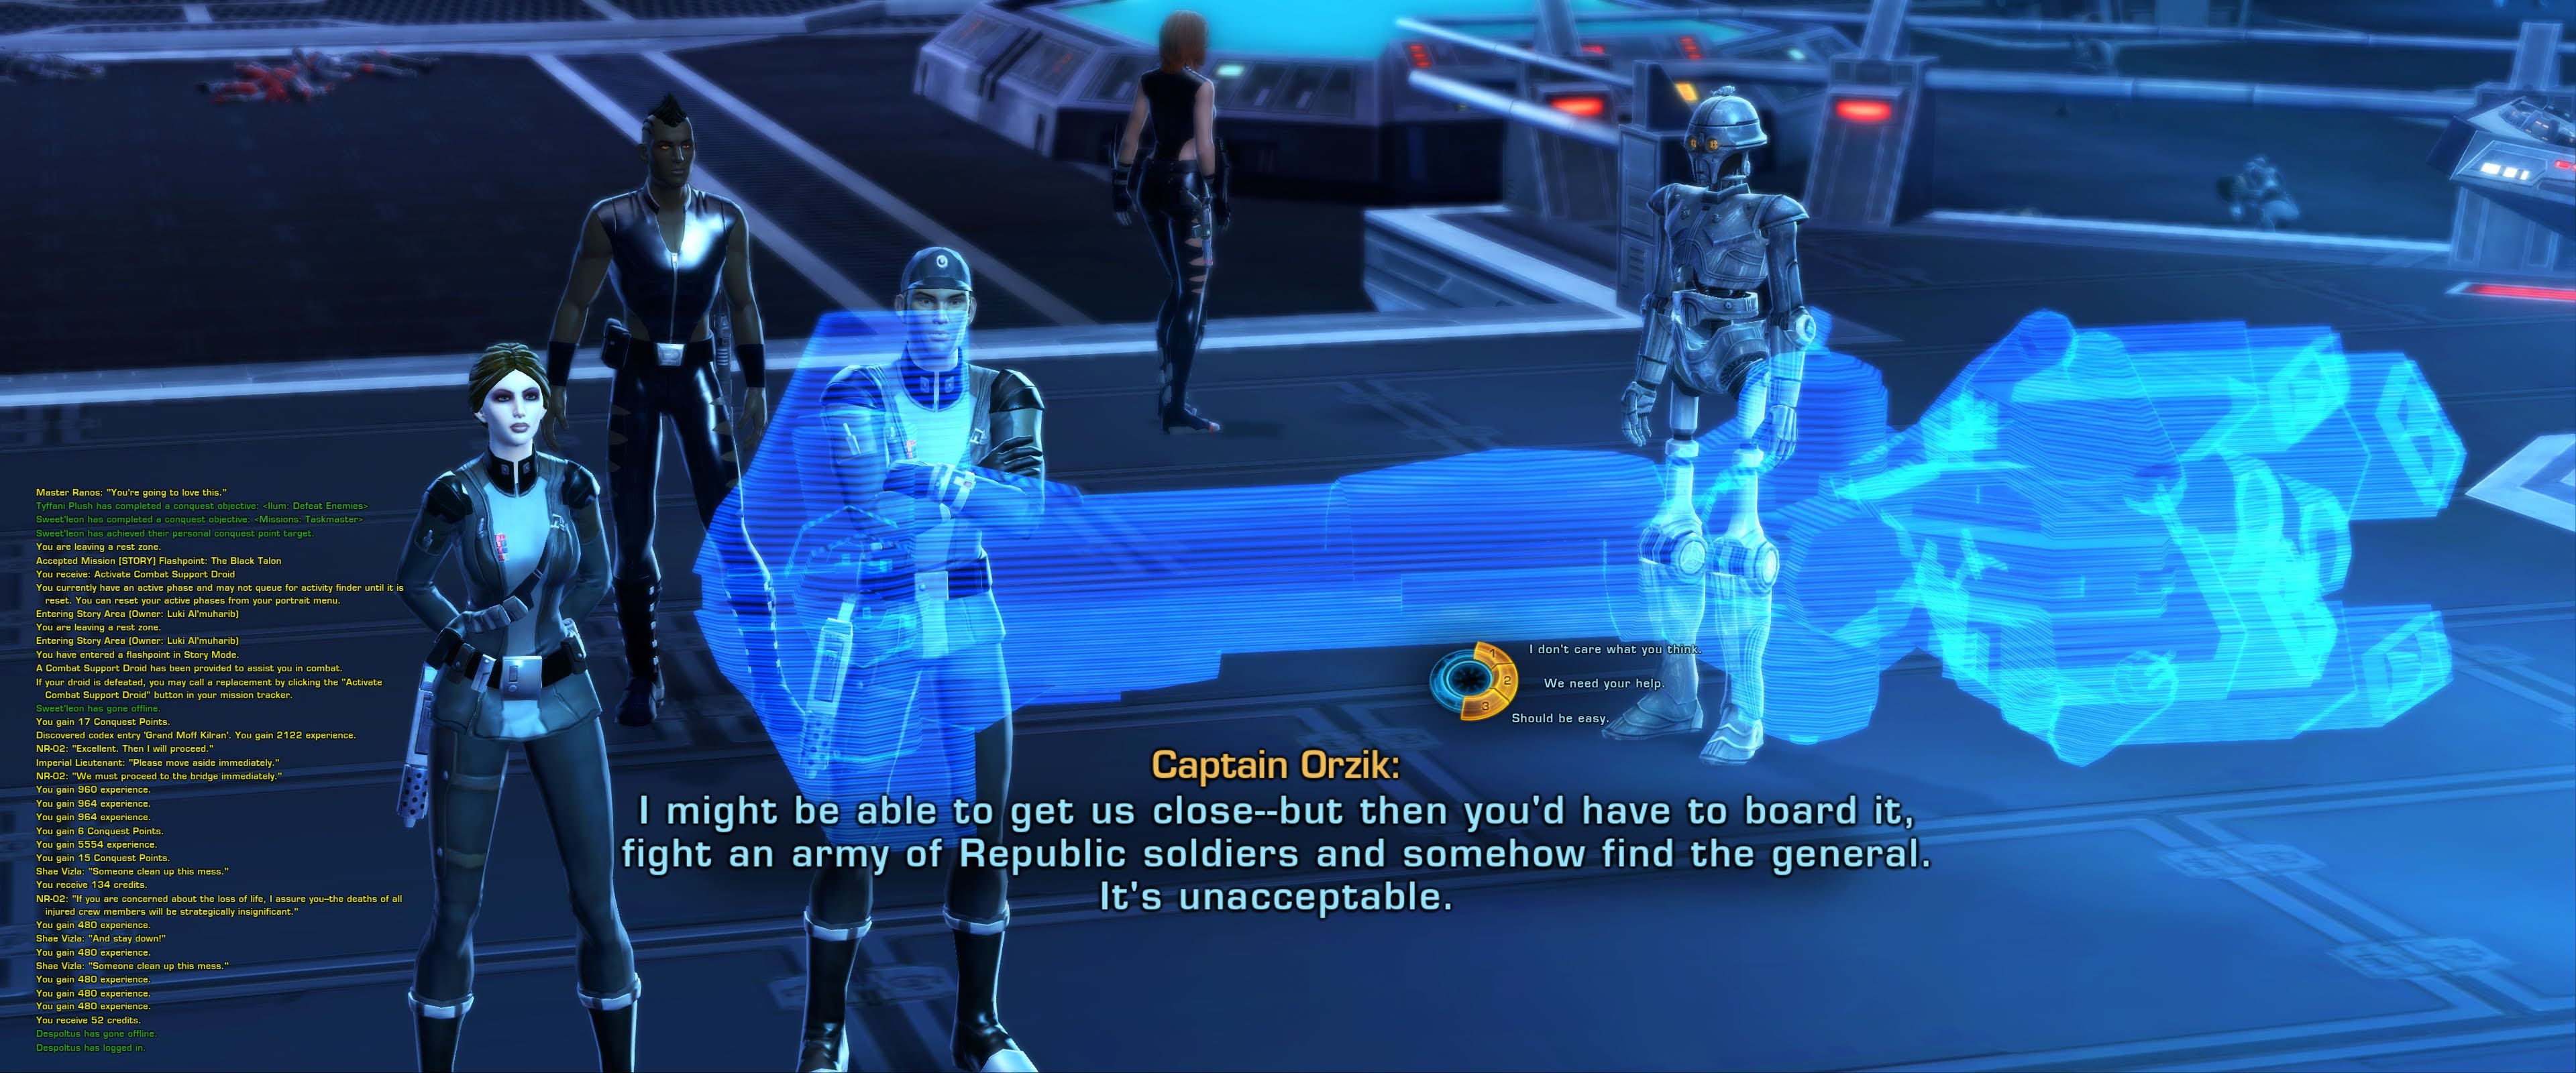 Master Ranos: "You're going to love this."
Tyffani Plush has completed a conquest objective: <Ilum: Defeat Enemies>
Sweet'leon has completed a conquest objective: <Missions: Taskmaster>
Sweet'leon has achieved their personal conquest point target.
You are leaving a rest zone.
Accepted Mission [STORY] Flashpoint: The Black Talon
You receive: Activate Combat Support Droid
You currently have an active phase and may not queue for activity finder until it is
reset. You can reset your active phases from your portrait menu.
Entering Story Area (Owner: Luki Al'muharib)
You are leaving a rest zone.
Entering Story Area (Owner: Luki Al'muharib)
You have entered a flashpoint in Story Mode.
A Combat Support Droid has been provided to assist you in combat.
If your droid is defeated, you may call a replacement by clicking the "Activate
Combat Support Droid" button in your mission tracker.
Sweet'leon has gone offline.
You gain 17 Conquest Points.
Discovered codex entry 'Grand Moff Kilran'. You gain 2122 experience.
NR-02: "Excellent. Then I will proceed."
Imperial Lieutenant: "Please move aside immediately."
NR-02: "We must proceed to the bridge immediately."
You gain 960 experience.
You gain 964 experience.
You gain 964 experience.
You gain 6 Conquest Points.
You gain 5554 experience.
You gain 15 Conquest Points.
Shae Vizla: "Someone clean up this mess."
You receive 134 credits.
NR-02: "If you are concerned about the loss of life, I assure you--the deaths of all
injured crew members will be strategically insignificant."
You gain 480 experience.
Shae Vizla: "And stay down!"
You gain 480 experience.
Shae Vizla: "Someone clean up this mess."
You gain 480 experience.
You gain 480 experience.
You gain 480 experience.
You receive 52 credits.
Despoltus has gone offline.
Despoltus has logged in.
1 I don't care what you think.
2 We need your help.
3 Should be easy.
Captain Orzik:
I might be able to get us close--but then you'd have to board it,
fight an army of Republic soldiers and somehow find the general.
It's unacceptable.